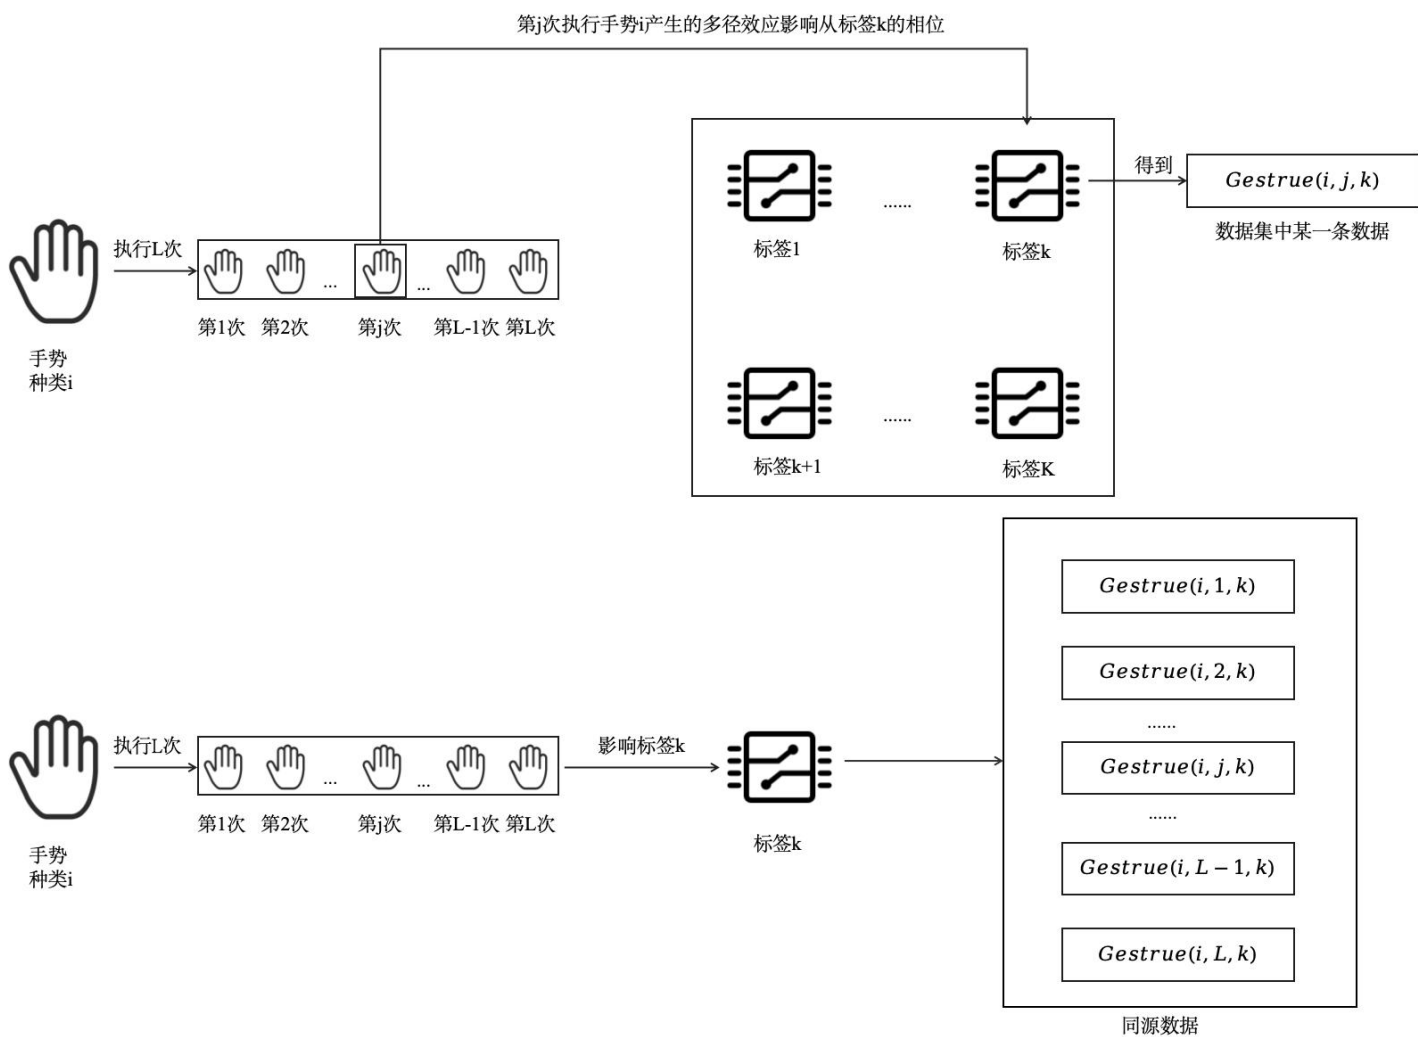 第j次执行手势i产生的多径效应影响从标签k的相位
执行L次
...
...
第1次 第2次 第j次 第L-1次 第L次
手势
种类i
......
标签1
标签k
得到
Gestrue(i, j, k)
数据集中某一条数据
......
标签k+1
标签K
执行L次
...
...
第1次 第2次 第j次 第L-1次 第L次
手势
种类i
影响标签k
标签k
Gestrue(i, 1, k)
Gestrue(i, 2, k)
......
Gestrue(i, j, k)
......
Gestrue(i, L − 1, k)
Gestrue(i, L, k)
同源数据